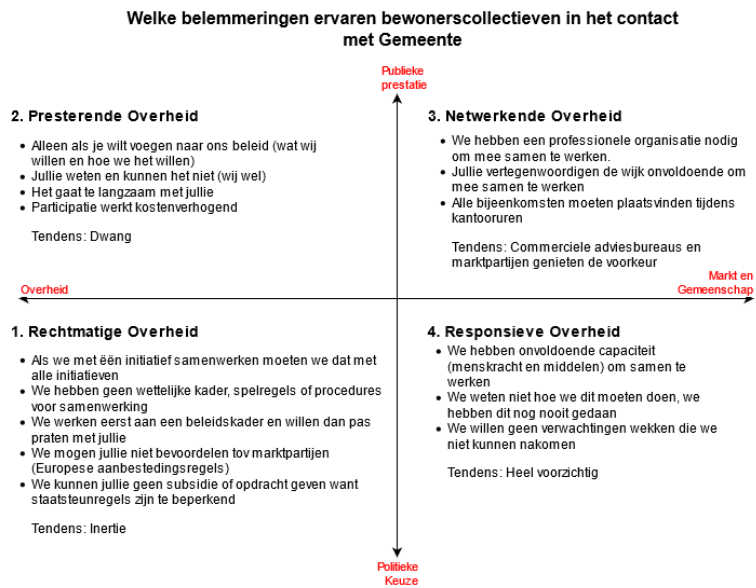 Welke belemmeringen ervaren bewonerscollectieven in het contact
met Gemeente
Publieke
prestatie
2. Presterende Overheid
Alleen als je wilt voegen naar ons beleid (wat wij
willen en hoe we het willen)
Jullie weten en kunnen het niet (wij wel)
Het gaat te langzaam met jullie
Participatie werkt kostenverhogend
Tendens: Dwang
3. Netwerkende Overheid
We hebben een professionele organisatie nodig
om mee samen te werken.
Jullie vertegenwoordigen de wijk onvoldoende om
mee samen te werken
Alle bijeenkomsten moeten plaatsvinden tijdens
kantooruren
Tendens: Commerciele adviesbureaus en
marktpartijen genieten de voorkeur
Overheid
Markt en
Gemeenschap
1. Rechtmatige Overheid
Als we met ëën initiatief samenwerken moeten we dat met
alle initiatieven
We hebben geen wettelijke kader, spelregels of procedures
voor samenwerking
We werken eerst aan een beleidskader en willen dan pas
praten met jullie
We mogen jullie niet bevoordelen tov marktpartijen
(Europese aanbestedingsregels)
We kunnen jullie geen subsidie of opdracht geven want
staatsteunregels zijn te beperkend
Tendens: Inertie
4. Responsieve Overheid
We hebben onvoldoende capaciteit
(menskracht en middelen) om samen te
werken
We weten niet hoe we dit moeten doen, we
hebben dit nog nooit gedaan
We willen geen verwachtingen wekken die we
niet kunnen nakomen
Tendens: Heel voorzichtig
Politieke
Keuze